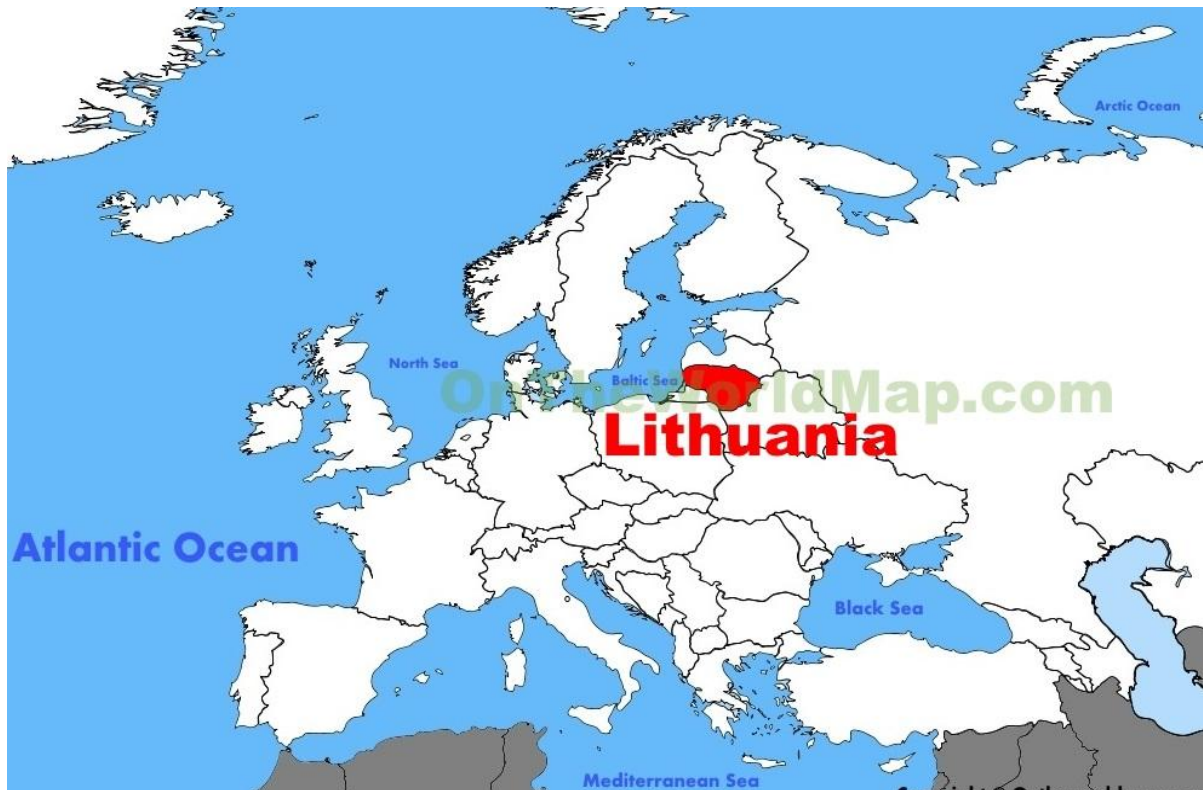 Arctic Ocean
North Sea
Baltic Sea
OnTheWorldMap.com
Lithuania
Atlantic Ocean
Black Sea
Mediterranean Sea